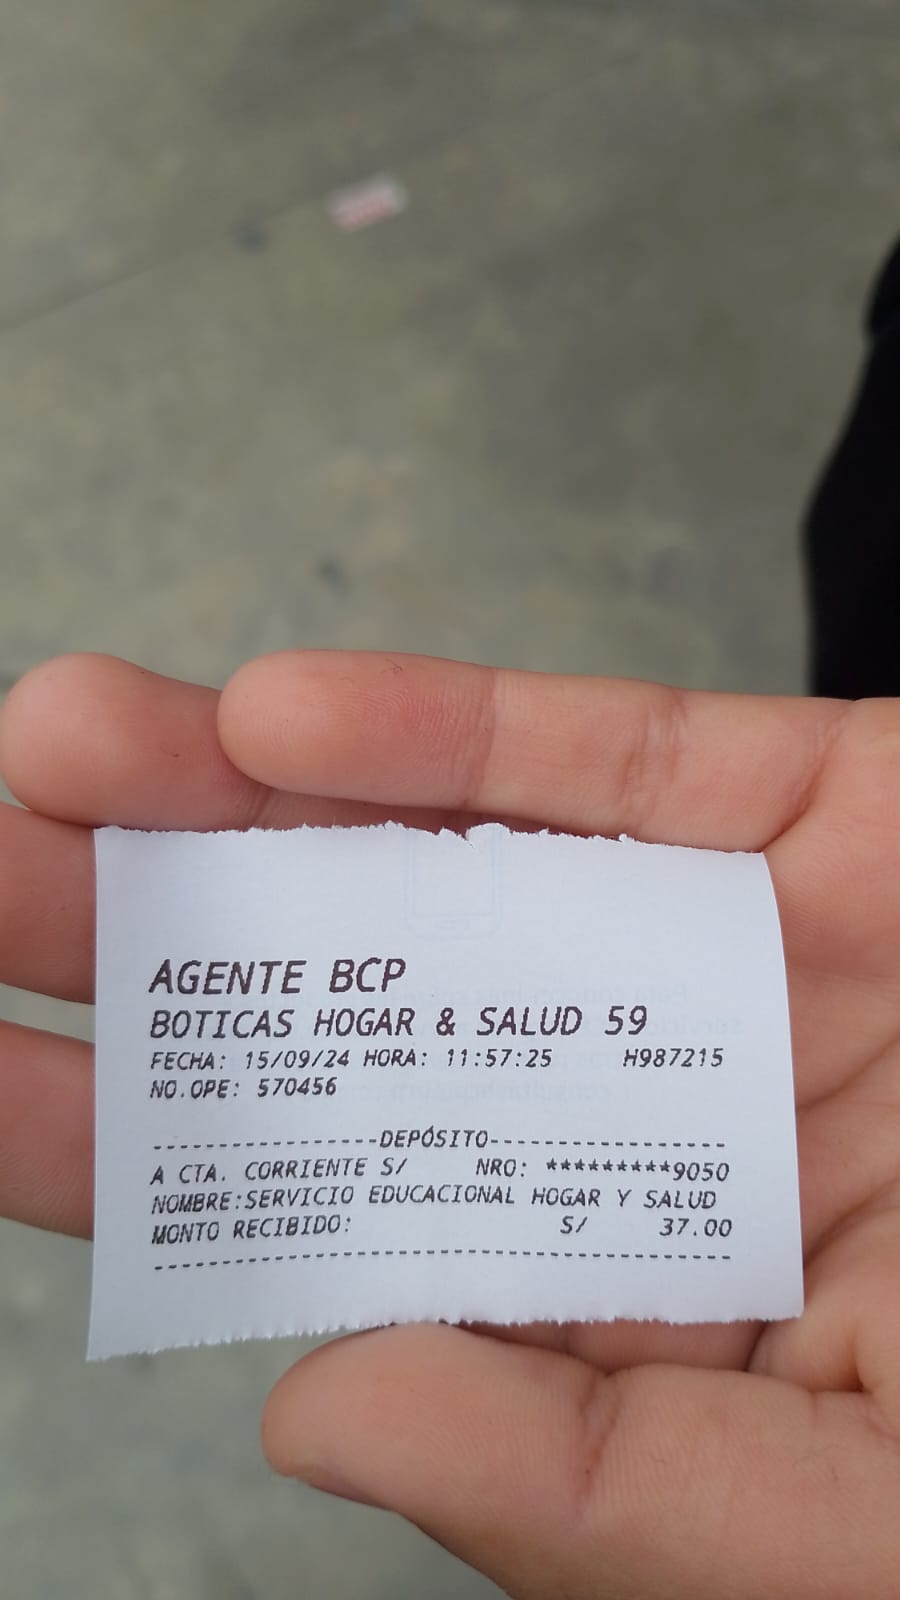 AGENTE BCP
BOTICAS HOGAR & SALUD 59
FECHA: 15/09/24 HORA: 11:57:25 H987215
NO.OPE: 570456
------------------DEPÓSITO------------------
A CTA. CORRIENTE S/ NRO: *********9050
NOMBRE:SERVICIO EDUCACIONAL HOGAR Y SALUD
MONTO RECIBIDO: S/ 37.00
----------------------------------------------